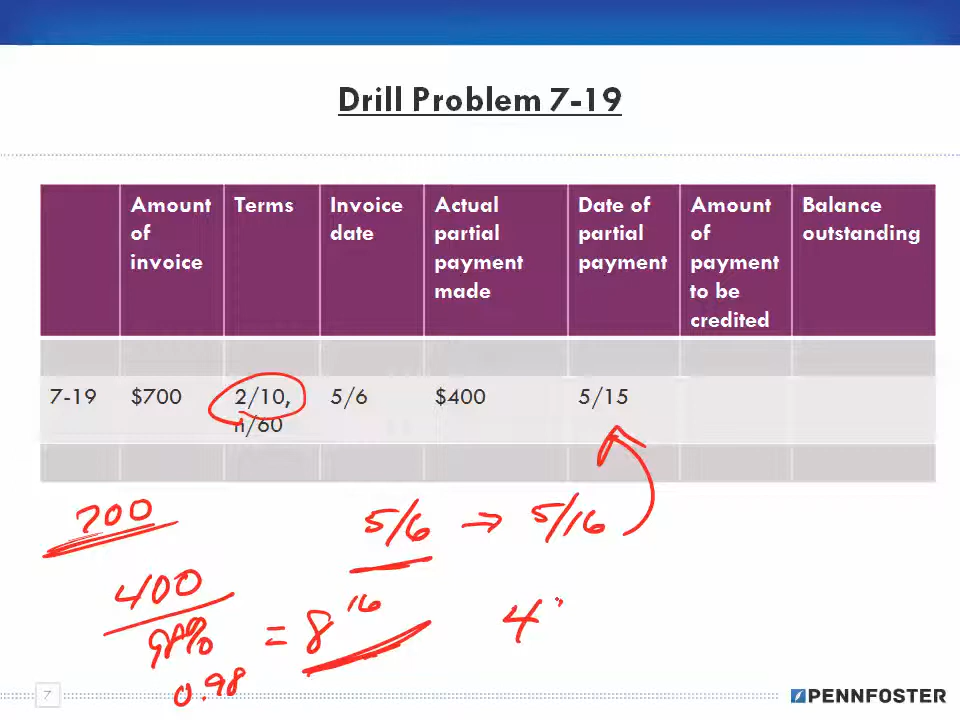 Drill Problem 7-19
Amount of invoice Terms Invoice date Actual partial payment made Date of partial payment Amount of payment to be credited Balance outstanding
7-19 $700 2/10, n/60 5/6 $400 5/15
700
5/6 ⇒ 5/16
400
98%
= 8 16
4
0.98
7
PENNFOSTER